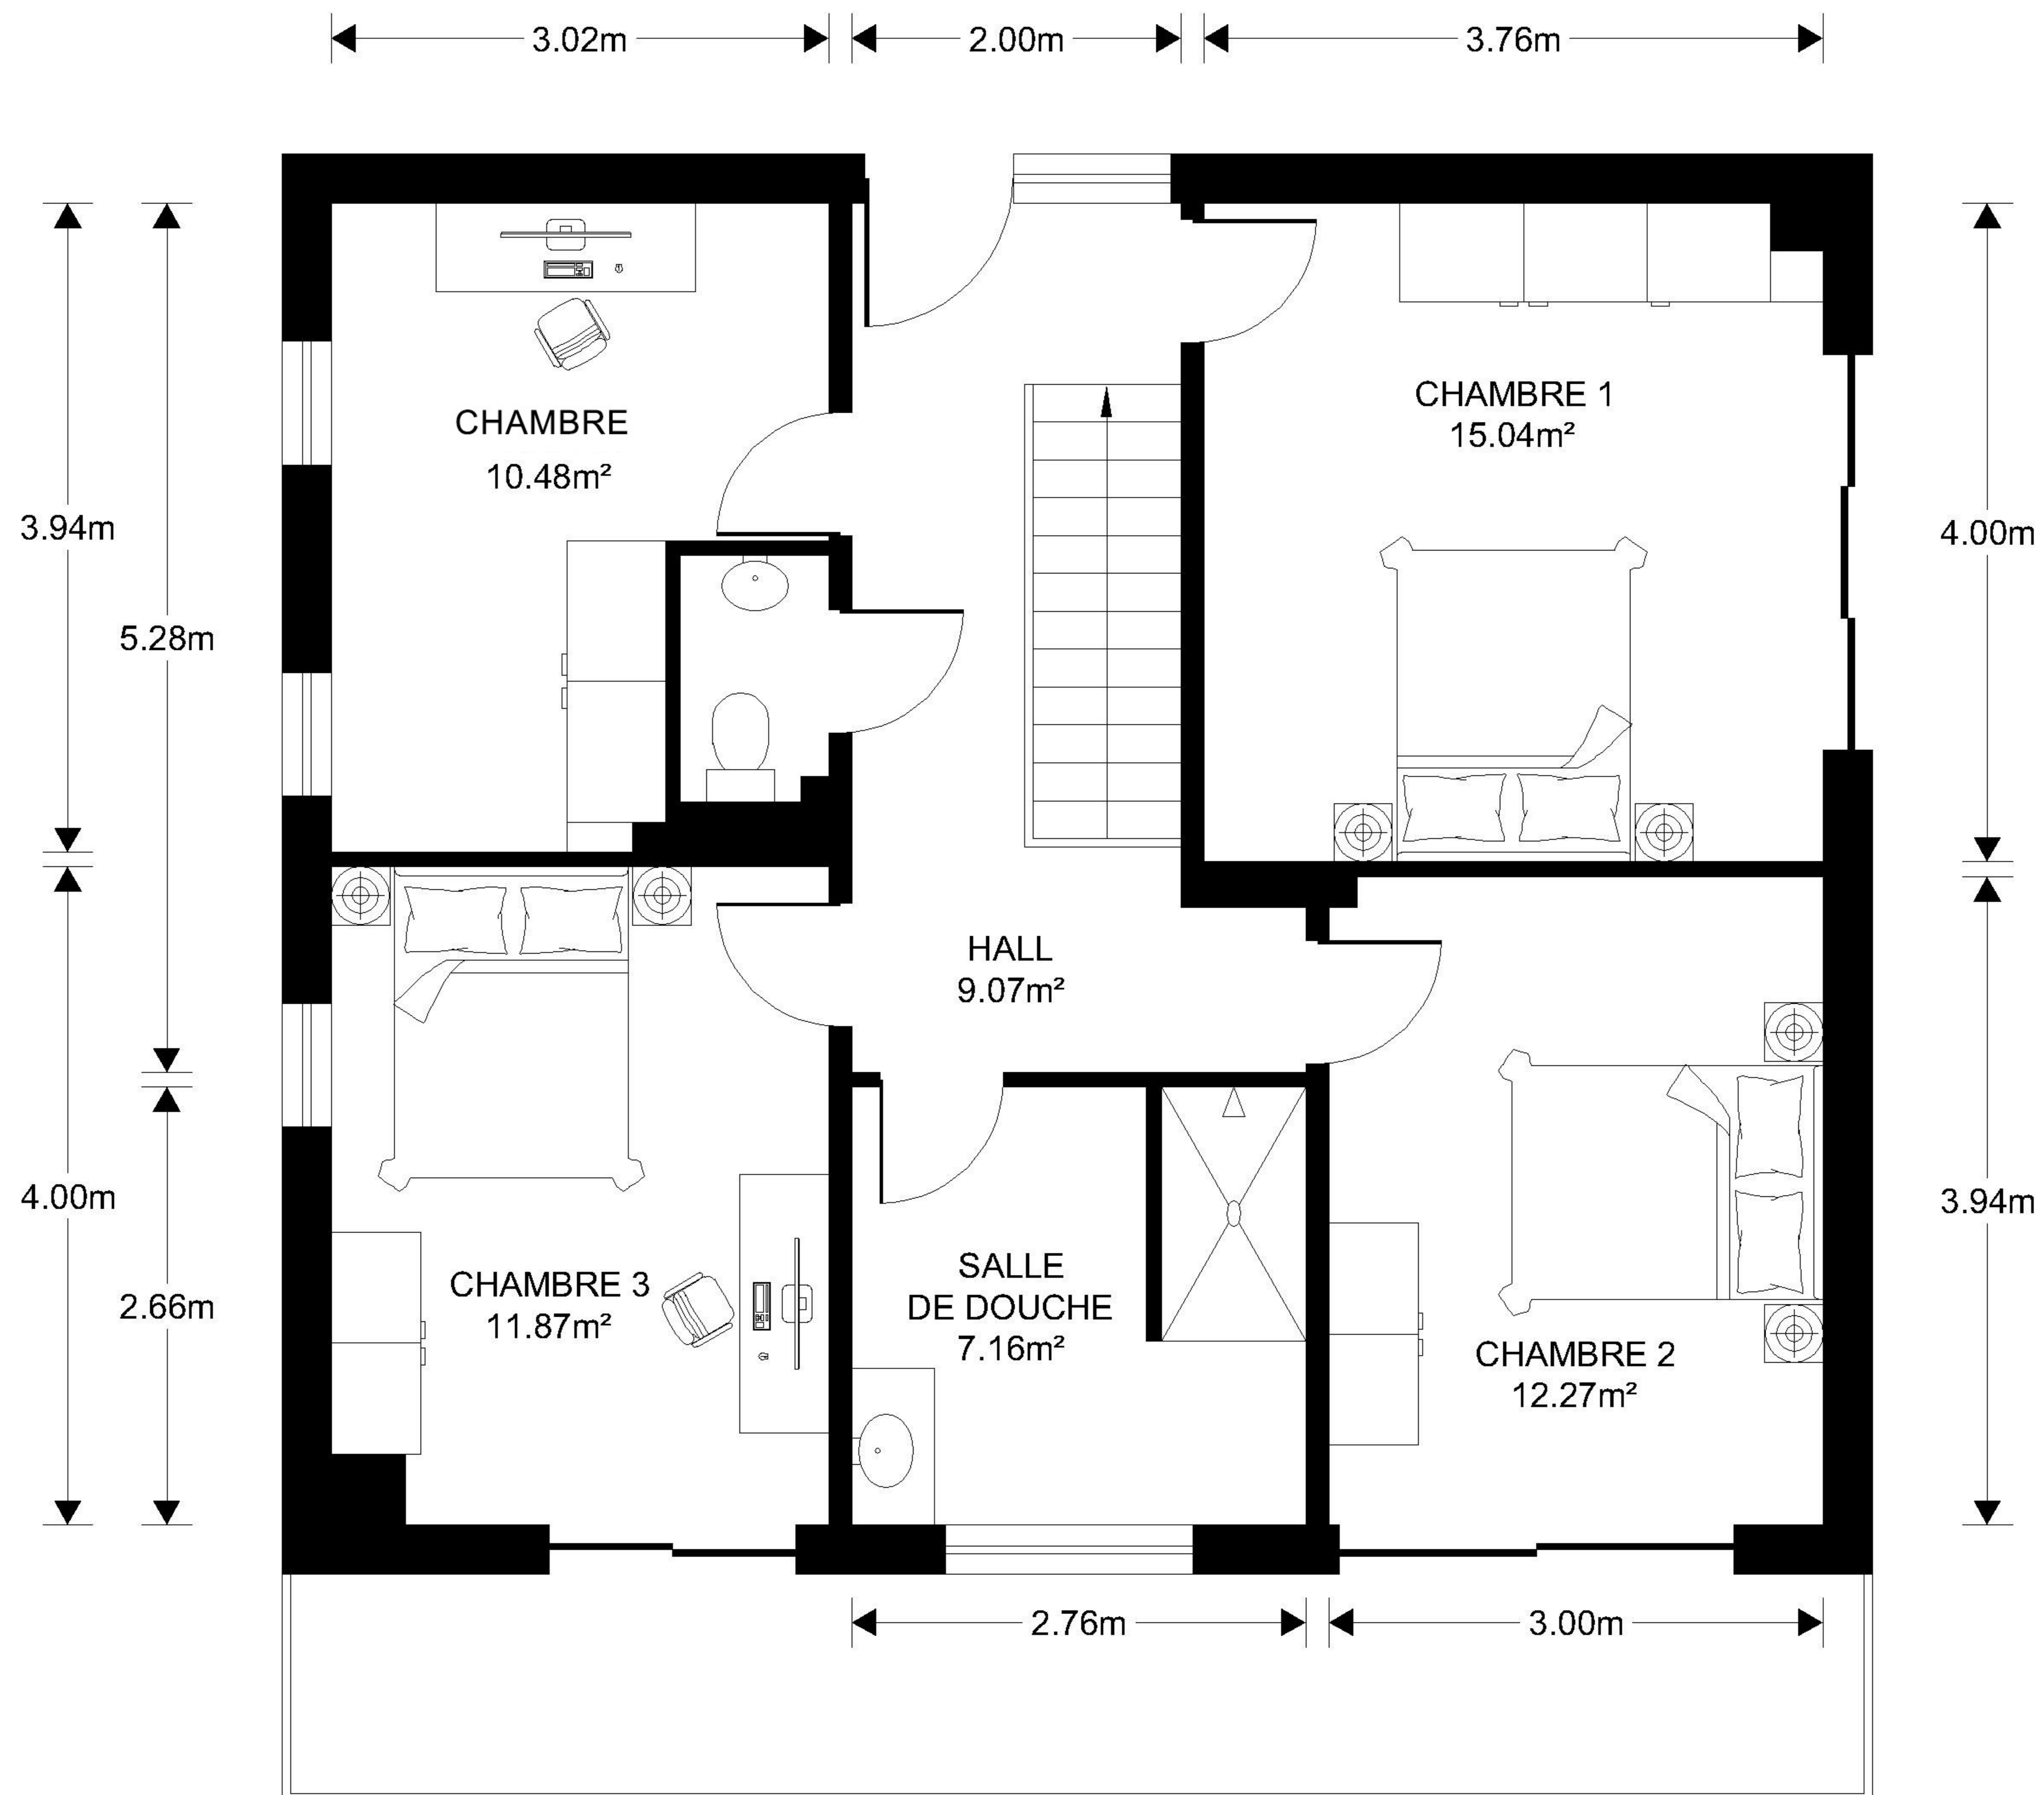 3.02m
2.00m
3.76m
CHAMBRE
10.48m²
CHAMBRE 1
15.04m²
3.94m
5.28m
4.00m
HALL
9.07m²
4.00m
2.66m
CHAMBRE 3
11.87m²
SALLE
DE DOUCHE
7.16m²
CHAMBRE 2
12.27m²
3.94m
2.76m
3.00m